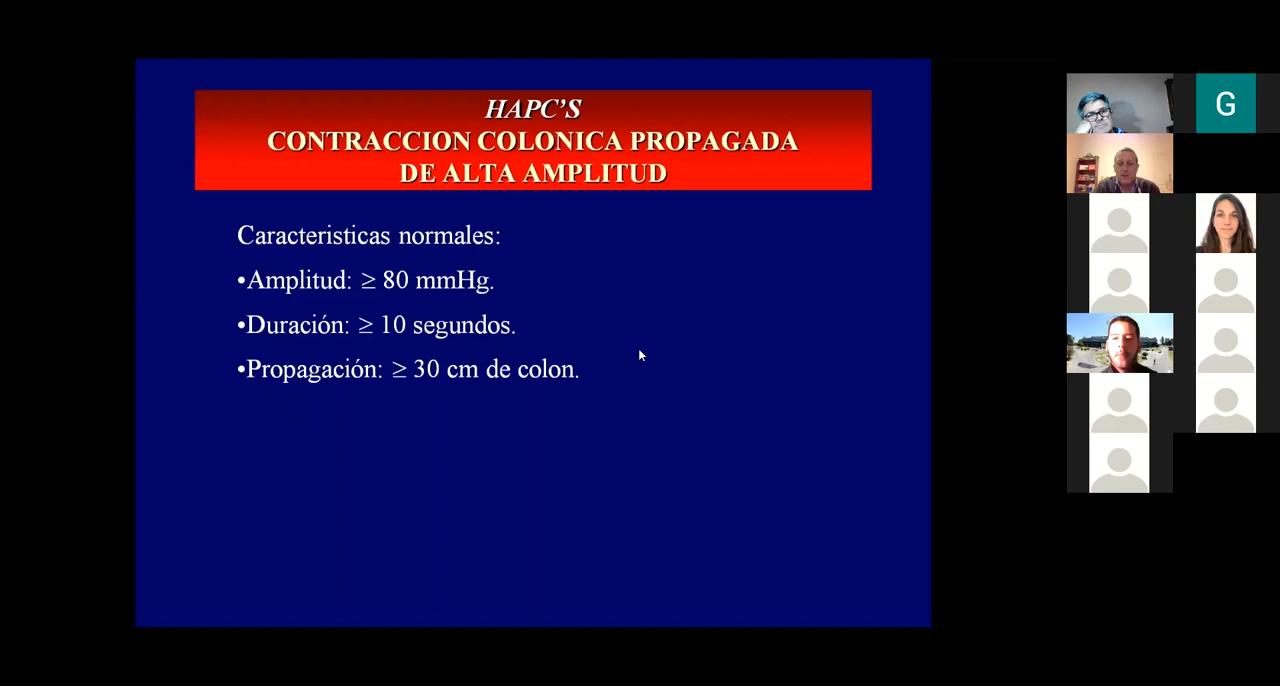 HAPC'S
CONTRACCION COLONICA PROPAGADA
DE ALTA AMPLITUD
Caracteristicas normales:
•Amplitud: ≥ 80 mmHg.
•Duración: ≥ 10 segundos.
•Propagación: ≥ 30 cm de colon.
G